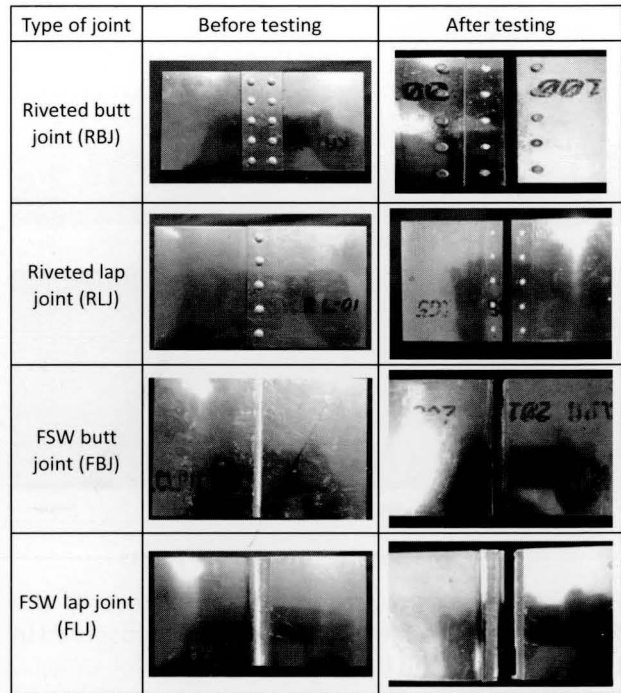 Type of joint
Before testing
After testing
Riveted butt
joint (RBJ)
Riveted lap
joint (RLJ)
FSW butt
joint (FBJ)
FSW lap joint
(FLJ)